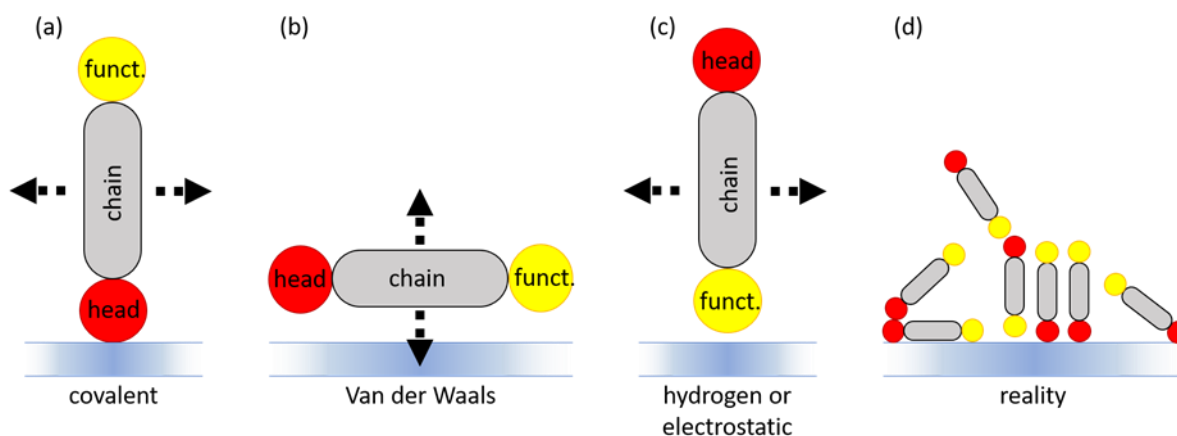 (a)
funct.
chain
head
covalent
(b)
head
chain
funct.
Van der Waals
(c)
head
chain
funct.
hydrogen or
electrostatic
(d)
reality